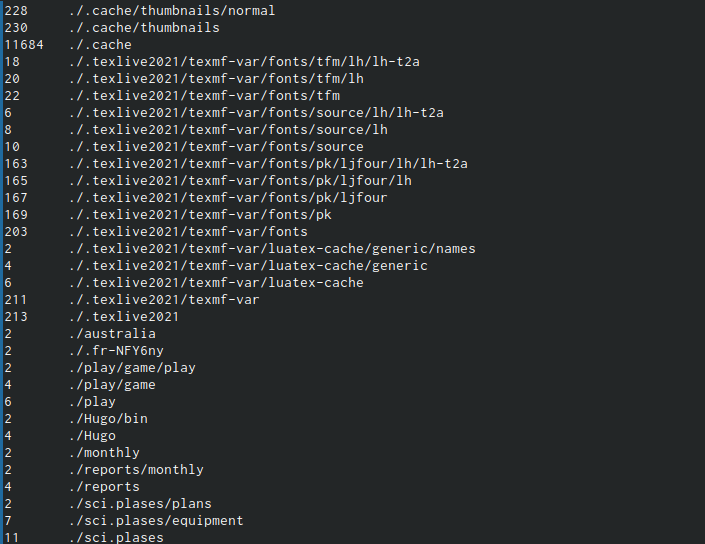 228     ./.cache/thumbnails/normal
230     ./.cache/thumbnails
11684   ./.cache
18      ./.texlive2021/texmf-var/fonts/tfm/lh/lh-t2a
20      ./.texlive2021/texmf-var/fonts/tfm/lh
22      ./.texlive2021/texmf-var/fonts/tfm
6       ./.texlive2021/texmf-var/fonts/source/lh/lh-t2a
8       ./.texlive2021/texmf-var/fonts/source/lh
10      ./.texlive2021/texmf-var/fonts/source
163     ./.texlive2021/texmf-var/fonts/pk/ljfour/lh/lh-t2a
165     ./.texlive2021/texmf-var/fonts/pk/ljfour/lh
167     ./.texlive2021/texmf-var/fonts/pk/ljfour
169     ./.texlive2021/texmf-var/fonts/pk
203     ./.texlive2021/texmf-var/fonts
2       ./.texlive2021/texmf-var/luatex-cache/generic/names
4       ./.texlive2021/texmf-var/luatex-cache/generic
6       ./.texlive2021/texmf-var/luatex-cache
211     ./.texlive2021/texmf-var
213     ./.texlive2021
2       ./australia
2       ./.fr-NFY6ny
2       ./play/game/play
4       ./play/game
6       ./play
2       ./Hugo/bin
4       ./Hugo
2       ./monthly
2       ./reports/monthly
4       ./reports
2       ./sci.plases/plans
7       ./sci.plases/equipment
11      ./sci.plases